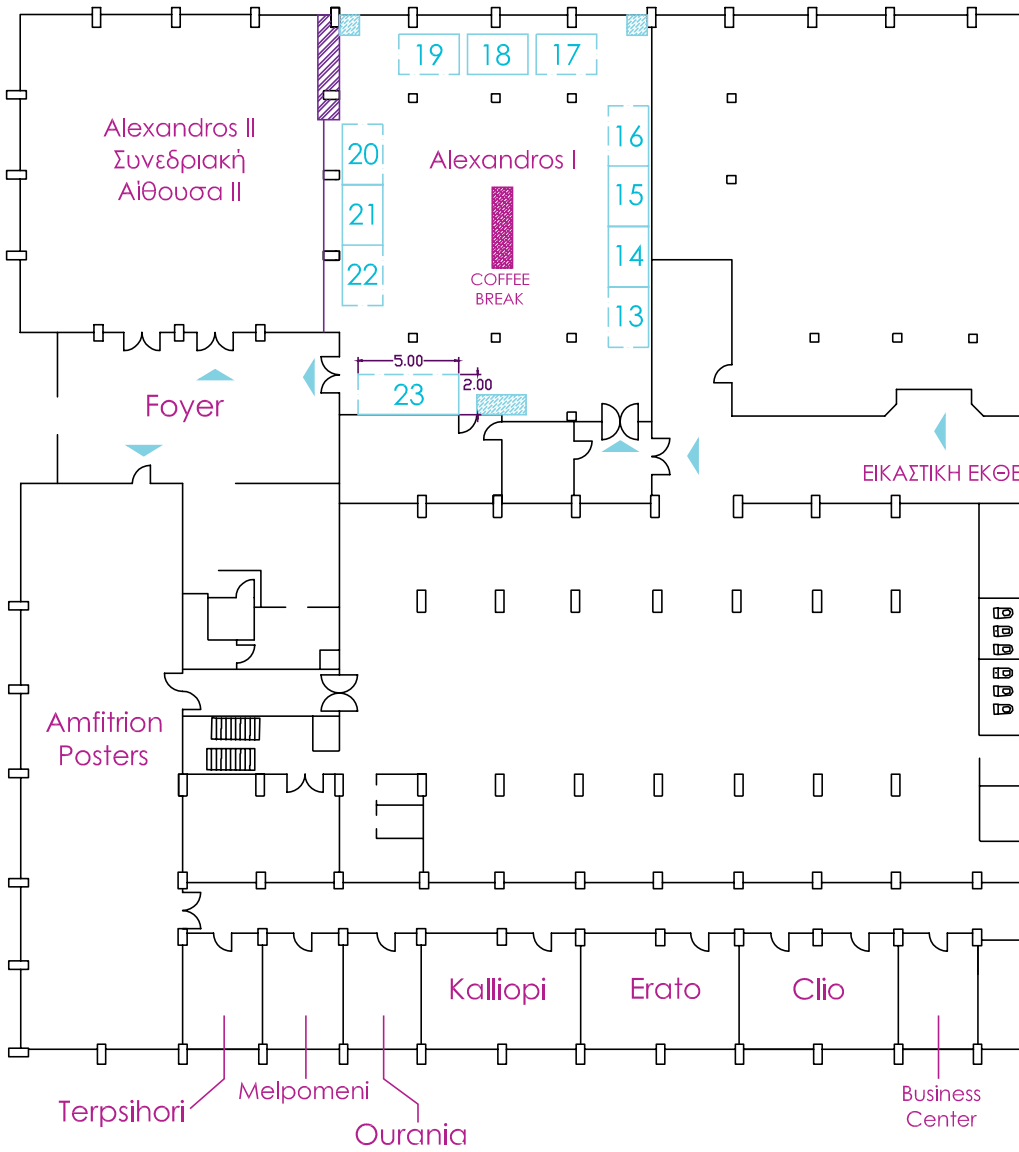 19
18
17
Alexandros II
Συνεδριακή
Αίθουσα II
20
Alexandros I
16
21
15
22
14
COFFEE
BREAK
13
5.00
2.00
23
Foyer
ΕΙΚΑΣΤΙΚΗ ΕΚΘΕ
Amfitrion
Posters
Kalliopi
Erato
Clio
Terpsihori
Melpomeni
Ourania
Business
Center